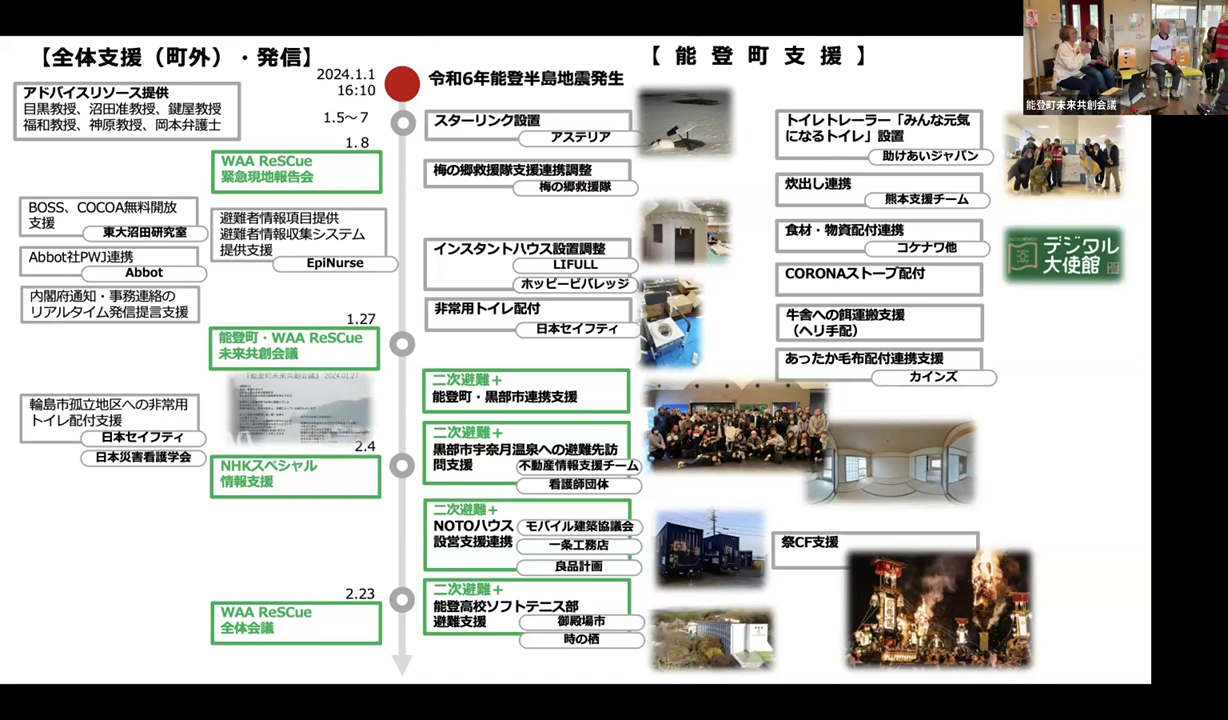 【全体支援（町外）・発信】
【能登町支援】
能登町未来共創会議
2024.1.1
16:10
令和6年能登半島地震発生
アドバイスリソース提供
目黒教授、沼田准教授、鍵屋教授
福和教授、神原教授、岡本弁護士
1.5～7
スターリンク設置
アステリア
1.8
WAA ReSCue
緊急現地報告会
梅の郷救援隊支援連携調整
梅の郷救援隊
BOSS、COCOA無料開放
支援
東大沼田研究室
避難者情報項目提供
避難者情報収集システム
提供支援
EpiNurse
Abbot社PWJ連携
Abbot
内閣府通知・事務連絡の
リアルタイム発信提言支援
インスタントハウス設置調整
LIFULL
ホッピービバレッジ
非常用トイレ配付
日本セイフティ
1.27
能登町・WAA ReSCue
未来共創会議
「能登町未来共創会議」 2024.01.27
輪島市孤立地区への非常用
トイレ配付支援
日本セイフティ
日本災害看護学会
二次避難＋
能登町・黒部市連携支援
2.4
NHKスペシャル
情報支援
二次避難＋
黒部市宇奈月温泉への避難先訪
問支援
不動産情報支援チーム
看護師団体
二次避難＋
NOTOハウス
設営支援連携
モバイル建築協議会
一条工務店
良品計画
2.23
WAA ReSCue
全体会議
二次避難＋
能登高校ソフトテニス部
避難支援
御殿場市
時の栖
トイレトレーラー「みんな元気
になるトイレ」設置
助けあいジャパン
炊出し連携
熊本支援チーム
食材・物資配付連携
コケナワ他
CORONAストーブ配付
牛舎への餌運搬支援
（ヘリ手配）
あったか毛布配付連携支援
カインズ
デジタル
大使館
祭CF支援